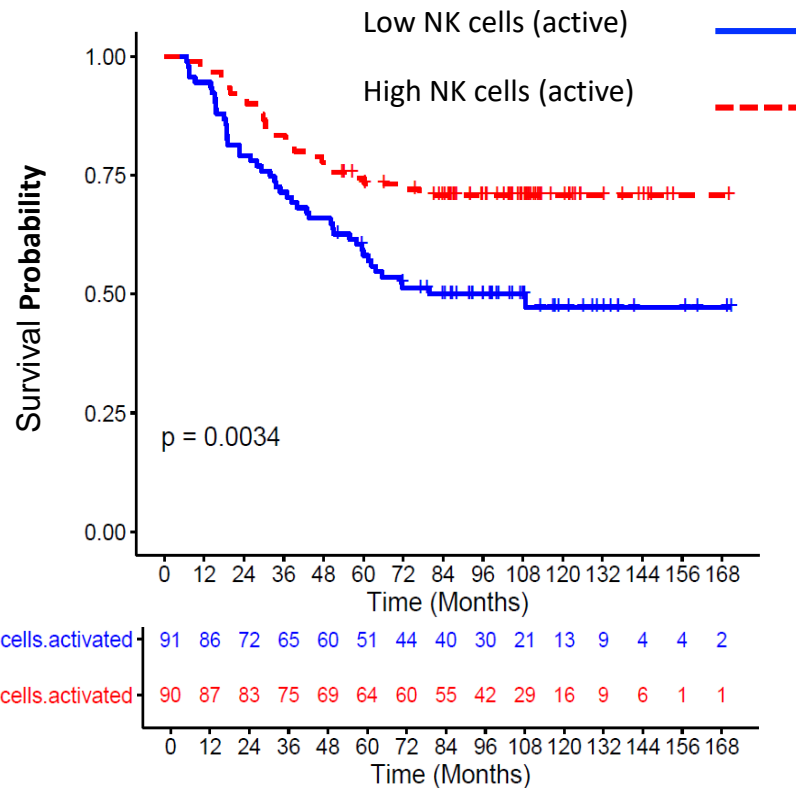 Low NK cells (active)
High NK cells (active)
Survival Probability
1.00
0.75
0.50
0.25
0.00
p = 0.0034
0 12 24 36 48 60 72 84 96 108 120 132 144 156 168
Time (Months)
cells.activated 91 86 72 65 60 51 44 40 30 21 13 9 4 4 2
cells.activated 90 87 83 75 69 64 60 55 42 29 16 9 6 1 1
0 12 24 36 48 60 72 84 96 108 120 132 144 156 168
Time (Months)